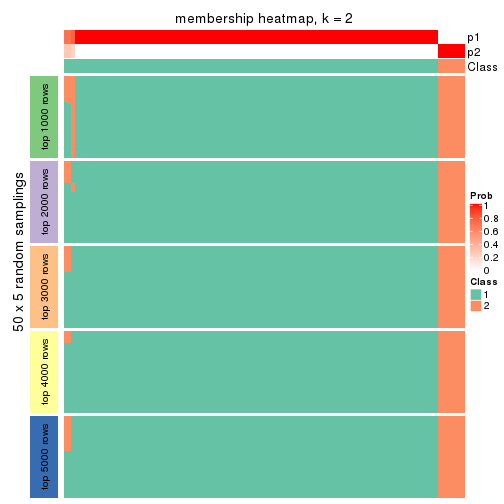 membership heatmap, k = 2
p1
p2
Class
50 x 5 random samplings
top 1000 rows
top 2000 rows
top 3000 rows
top 4000 rows
top 5000 rows
Prob
1
0.8
0.6
0.4
0.2
0
Class
1
2